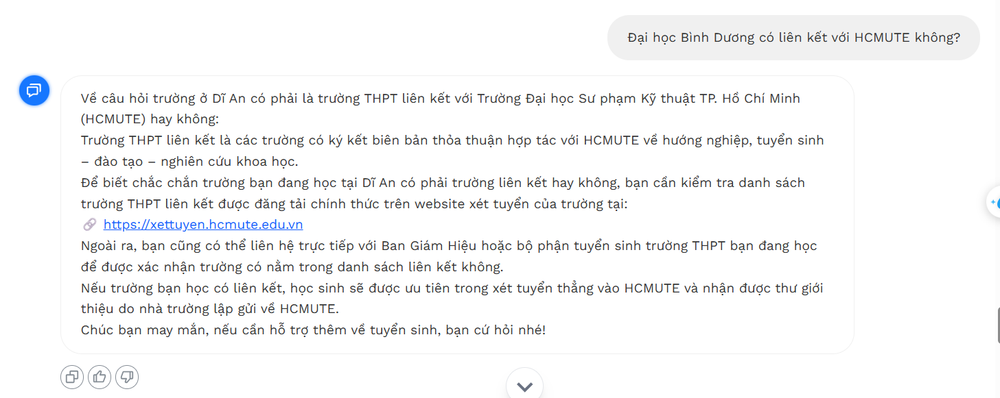 Đại học Bình Dương có liên kết với HCMUTE không?
Về câu hỏi trường ở Dĩ An có phải là trường THPT liên kết với Trường Đại học Sư phạm Kỹ thuật TP. Hồ Chí Minh
(HCMUTE) hay không:
Trường THPT liên kết là các trường có ký kết biên bản thỏa thuận hợp tác với HCMUTE về hướng nghiệp, tuyển sinh
– đào tạo – nghiên cứu khoa học.
Để biết chắc chắn trường bạn đang học tại Dĩ An có phải trường liên kết hay không, bạn cần kiểm tra danh sách
trường THPT liên kết được đăng tải chính thức trên website xét tuyển của trường tại:
🔗 https://xettuyen.hcmute.edu.vn
Ngoài ra, bạn cũng có thể liên hệ trực tiếp với Ban Giám Hiệu hoặc bộ phận tuyển sinh trường THPT bạn đang học
để được xác nhận trường có nằm trong danh sách liên kết không.
Nếu trường bạn học có liên kết, học sinh sẽ được ưu tiên trong xét tuyển thẳng vào HCMUTE và nhận được thư giới
thiệu do nhà trường lập gửi về HCMUTE.
Chúc bạn may mắn, nếu cần hỗ trợ thêm về tuyển sinh, bạn cứ hỏi nhé!